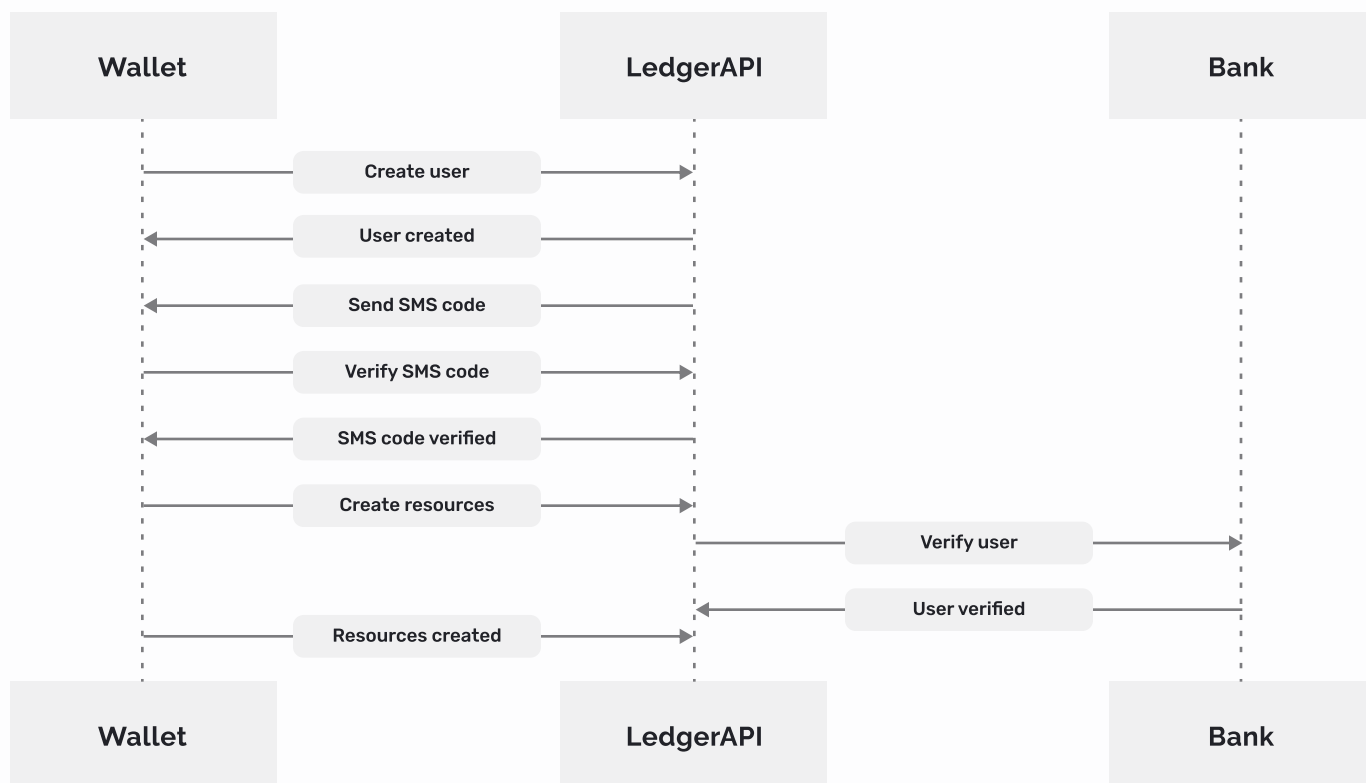 Wallet
LedgerAPI
Bank
Create user
User created
Send SMS code
Verify SMS code
SMS code verified
Create resources
Verify user
User verified
Resources created
Wallet
LedgerAPI
Bank